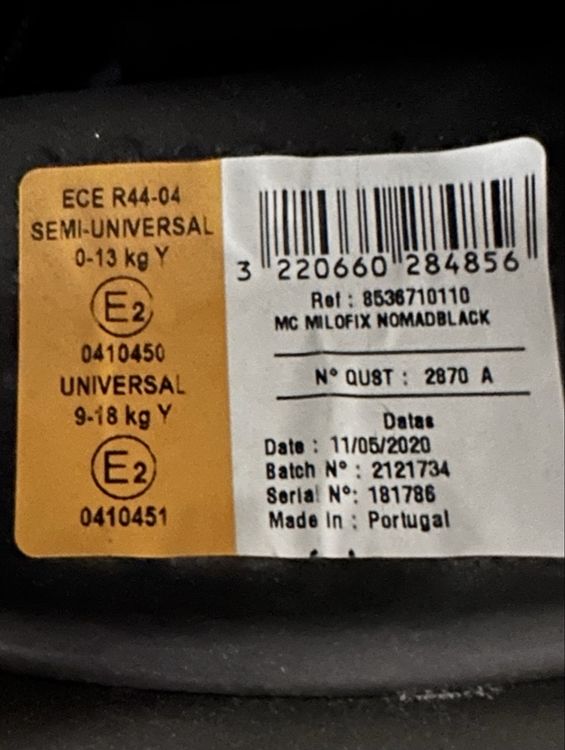 ECE R44-04
SEMI-UNIVERSAL
0-13 kg Y
E2
0410450
UNIVERSAL
9-18 kg Y
E2
0410451
3 220660 284856
Ref : 8536710110
MC MILOFIX NOMADBLACK
N° QUST : 2870 A
Datas
Date : 11/05/2020
Batch N° : 2121734
Serial N°: 181786
Made In : Portugal